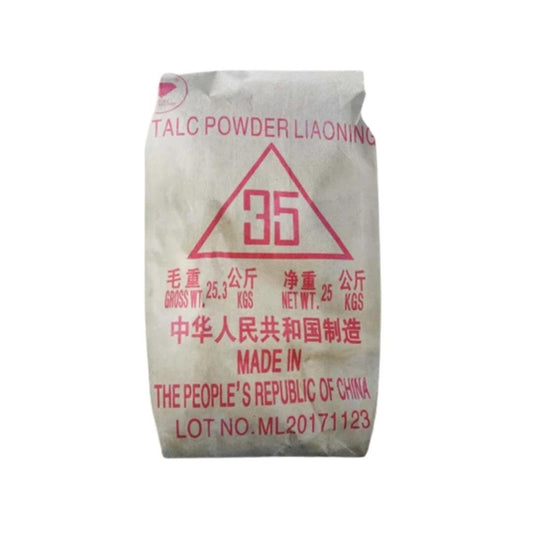 TALC POWDER LIAONING
35
毛重 25.3 公斤 净重 25 公斤
GROSS WT. KGS NET WT. KGS
中华人民共和国制造
MADE IN
THE PEOPLE'S REPUBLIC OF CHINA
LOT NO.ML20171123